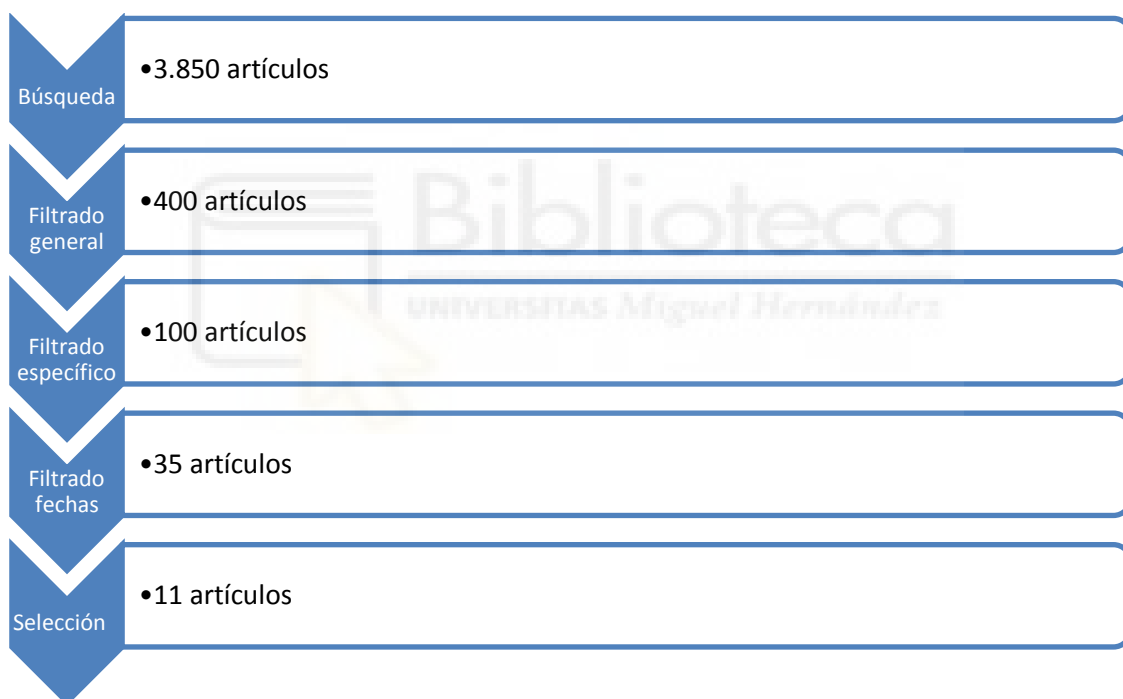 Búsqueda
•3.850 artículos
Filtrado
general
•400 artículos
Biblioteca
UNIVERSITAS Miguel Hernández
Filtrado
específico
•100 artículos
Filtrado
fechas
•35 artículos
Selección
•11 artículos